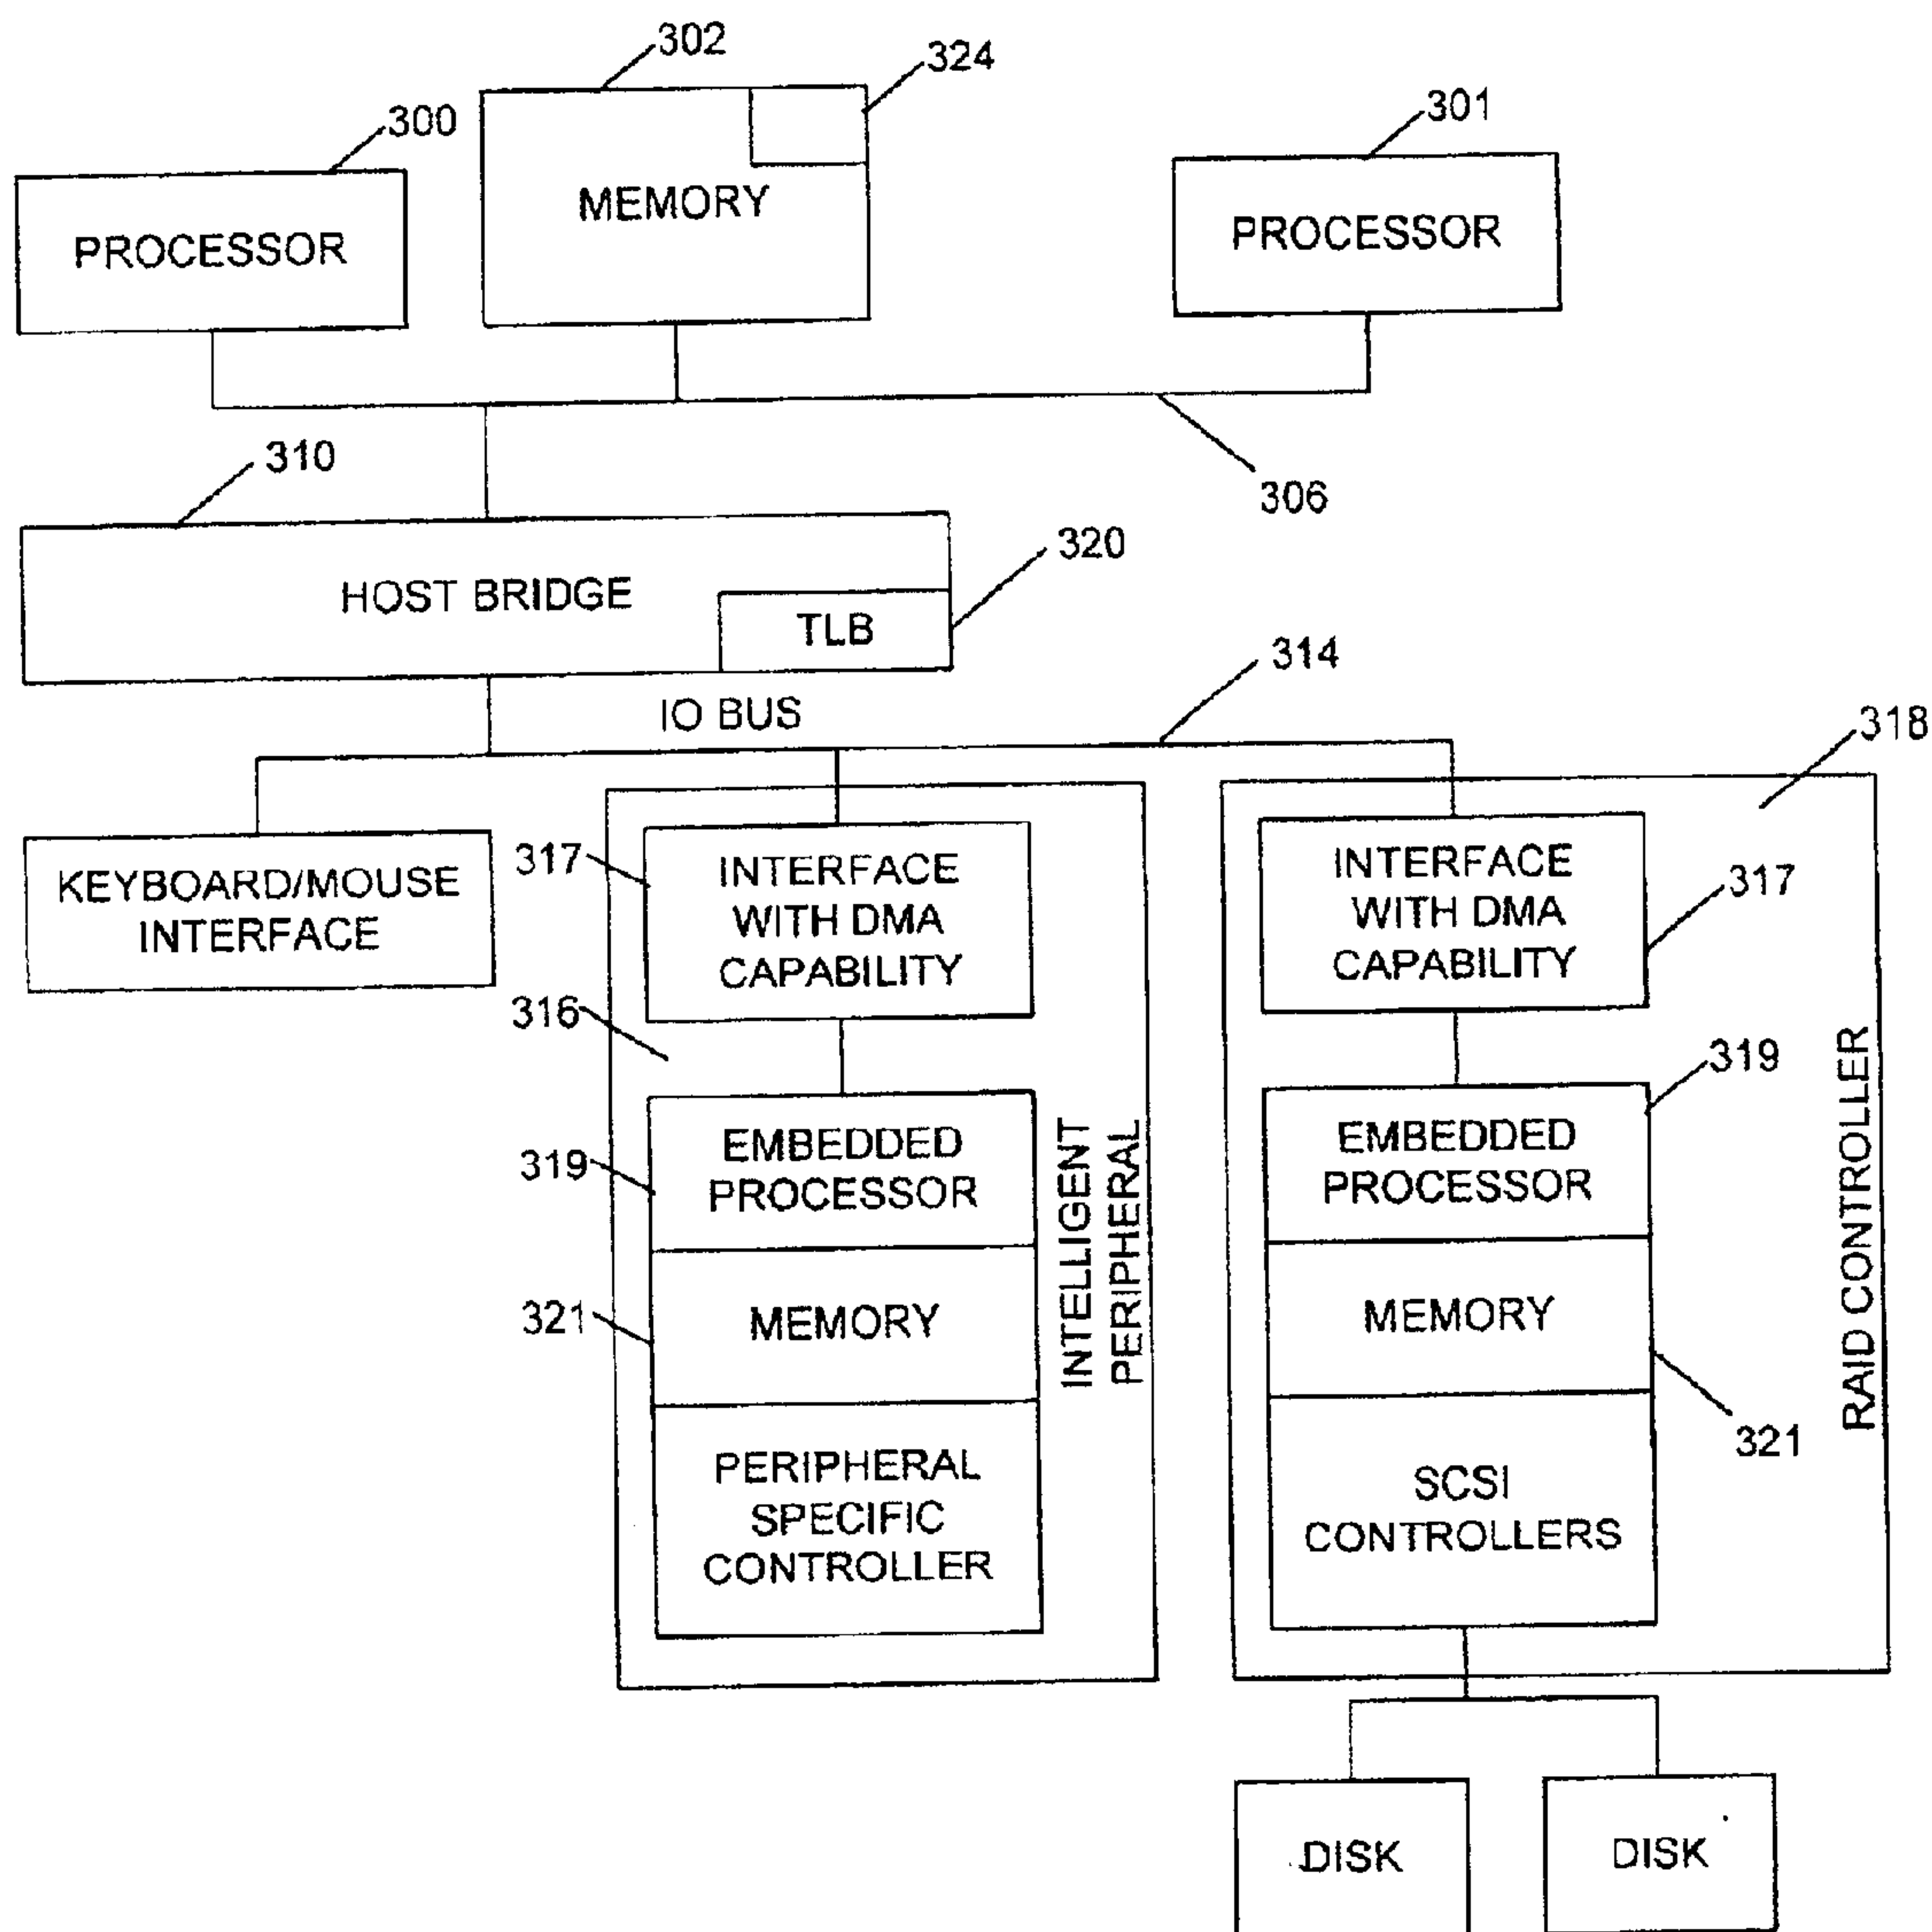 302
324
300
301
MEMORY
PROCESSOR
PROCESSOR
310
306
320
HOST BRIDGE
TLB
314
IO BUS
318
317
INTERFACE
WITH DMA
CAPABILITY
INTERFACE
WITH DMA
CAPABILITY
317
KEYBOARD/MOUSE
INTERFACE
316
319
EMBEDDED
PROCESSOR
319
EMBEDDED
PROCESSOR
INTELLIGENT
PERIPHERAL
RAID CONTROLLER
321
MEMORY
MEMORY
321
PERIPHERAL
SPECIFIC
CONTROLLER
SCSI
CONTROLLERS
DISK
DISK